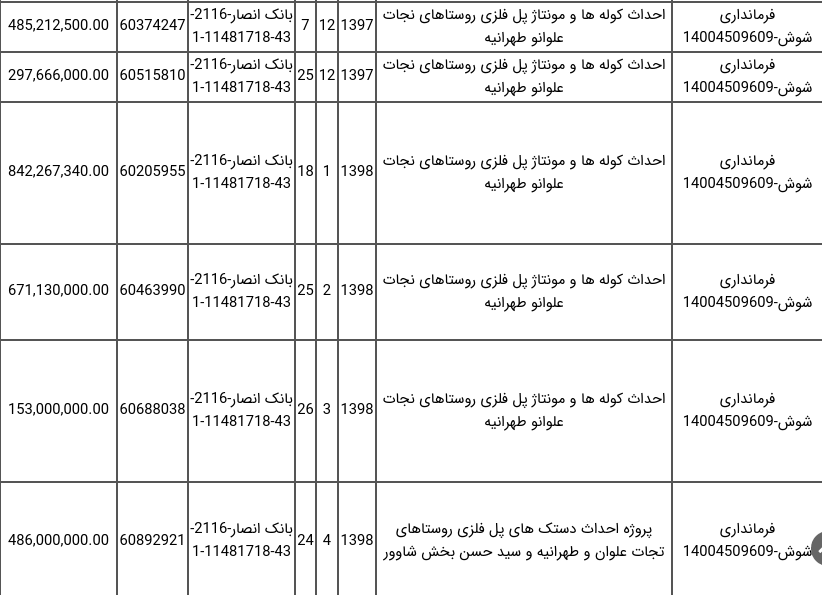 فرمانداری
شوش-14004509609
احداث کوله ها و مونتاژ پل فلزی روستاهای نجات
علوانو طهرانیه
1397
12
7
بانک انصار-2116-
1-11481718-43
60374247
485,212,500.00
فرمانداری
شوش-14004509609
احداث کوله ها و مونتاژ پل فلزی روستاهای نجات
علوانو طهرانیه
1397
12
25
بانک انصار-2116-
1-11481718-43
60515810
297,666,000.00
فرمانداری
شوش-14004509609
احداث کوله ها و مونتاژ پل فلزی روستاهای نجات
علوانو طهرانیه
1398
1
18
بانک انصار-2116-
1-11481718-43
60205955
842,267,340.00
فرمانداری
شوش-14004509609
احداث کوله ها و مونتاژ پل فلزی روستاهای نجات
علوانو طهرانیه
1398
2
25
بانک انصار-2116-
1-11481718-43
60463990
671,130,000.00
فرمانداری
شوش-14004509609
احداث کوله ها و مونتاژ پل فلزی روستاهای نجات
علوانو طهرانیه
1398
3
26
بانک انصار-2116-
1-11481718-43
60688038
153,000,000.00
فرمانداری
شوش-14004509609
پروژه احداث دستک های پل فلزی روستاهای
تجات علوان و طهرانیه و سید حسن بخش شاوور
1398
4
24
بانک انصار-2116-
1-11481718-43
60892921
486,000,000.00